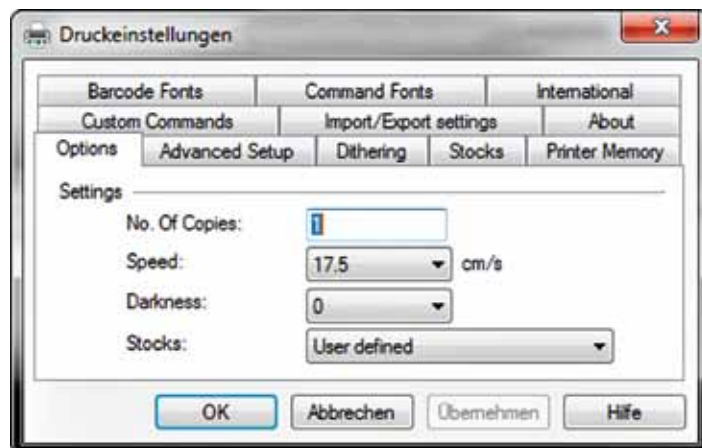 Druckeinstellungen
Barcode Fonts Command Fonts International
Custom Commands Import/Export settings About
Options Advanced Setup Dithering Stocks Printer Memory
Settings
No. Of Copies: 1
Speed: 17.5 cm/s
Darkness: 0
Stocks: User defined
OK Abbrechen Übernehmen Hilfe